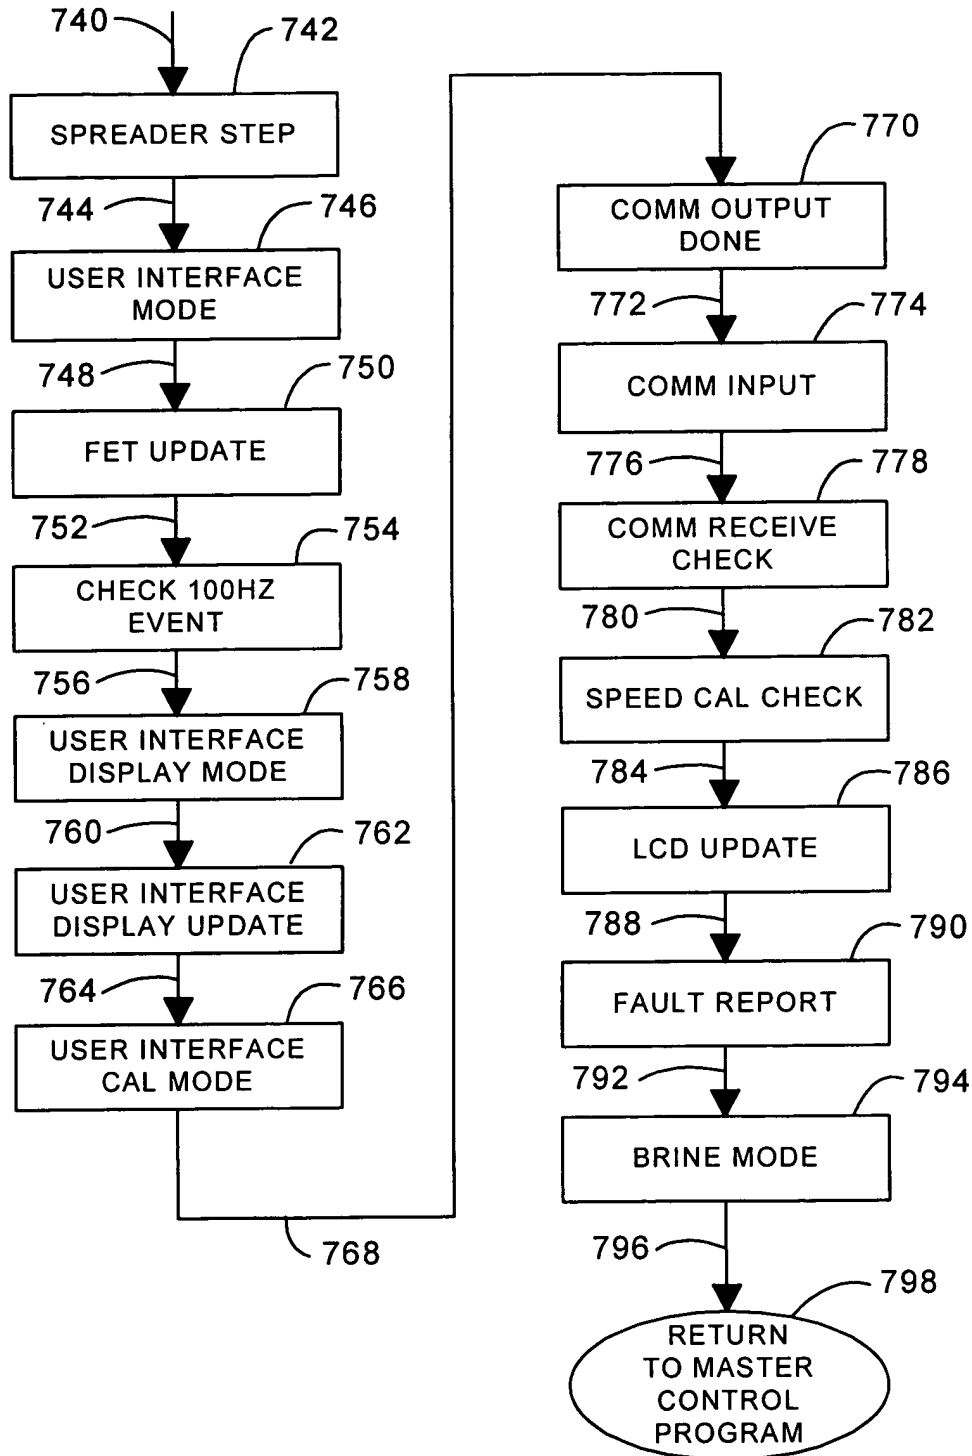 740
742
SPREADER STEP
744
746
USER INTERFACE
MODE
748
750
FET UPDATE
752
754
CHECK 100HZ
EVENT
756
758
USER INTERFACE
DISPLAY MODE
760
762
USER INTERFACE
DISPLAY UPDATE
764
766
USER INTERFACE
CAL MODE
768
770
COMM OUTPUT
DONE
772
774
COMM INPUT
776
778
COMM RECEIVE
CHECK
780
782
SPEED CAL CHECK
784
786
LCD UPDATE
788
790
FAULT REPORT
792
794
BRINE MODE
796
798
RETURN
TO MASTER
CONTROL
PROGRAM